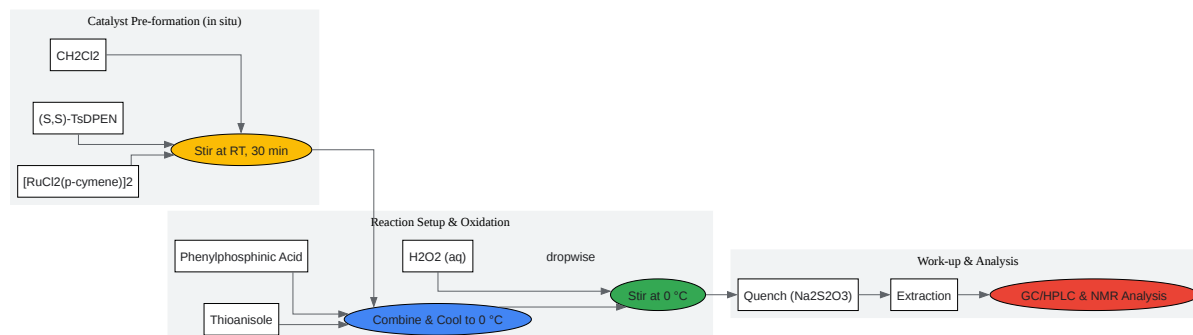 Catalyst Pre-formation (in situ)
CH2Cl2
(S,S)-TsDPEN
Stir at RT, 30 min
[RuCl2(p-cymene)]2
Reaction Setup & Oxidation
Phenylphosphinic Acid
H2O2 (aq)
dropwise
Thioanisole
Combine & Cool to 0 °C
Stir at 0 °C
Work-up & Analysis
Quench (Na2S2O3)
Extraction
GC/HPLC & NMR Analysis